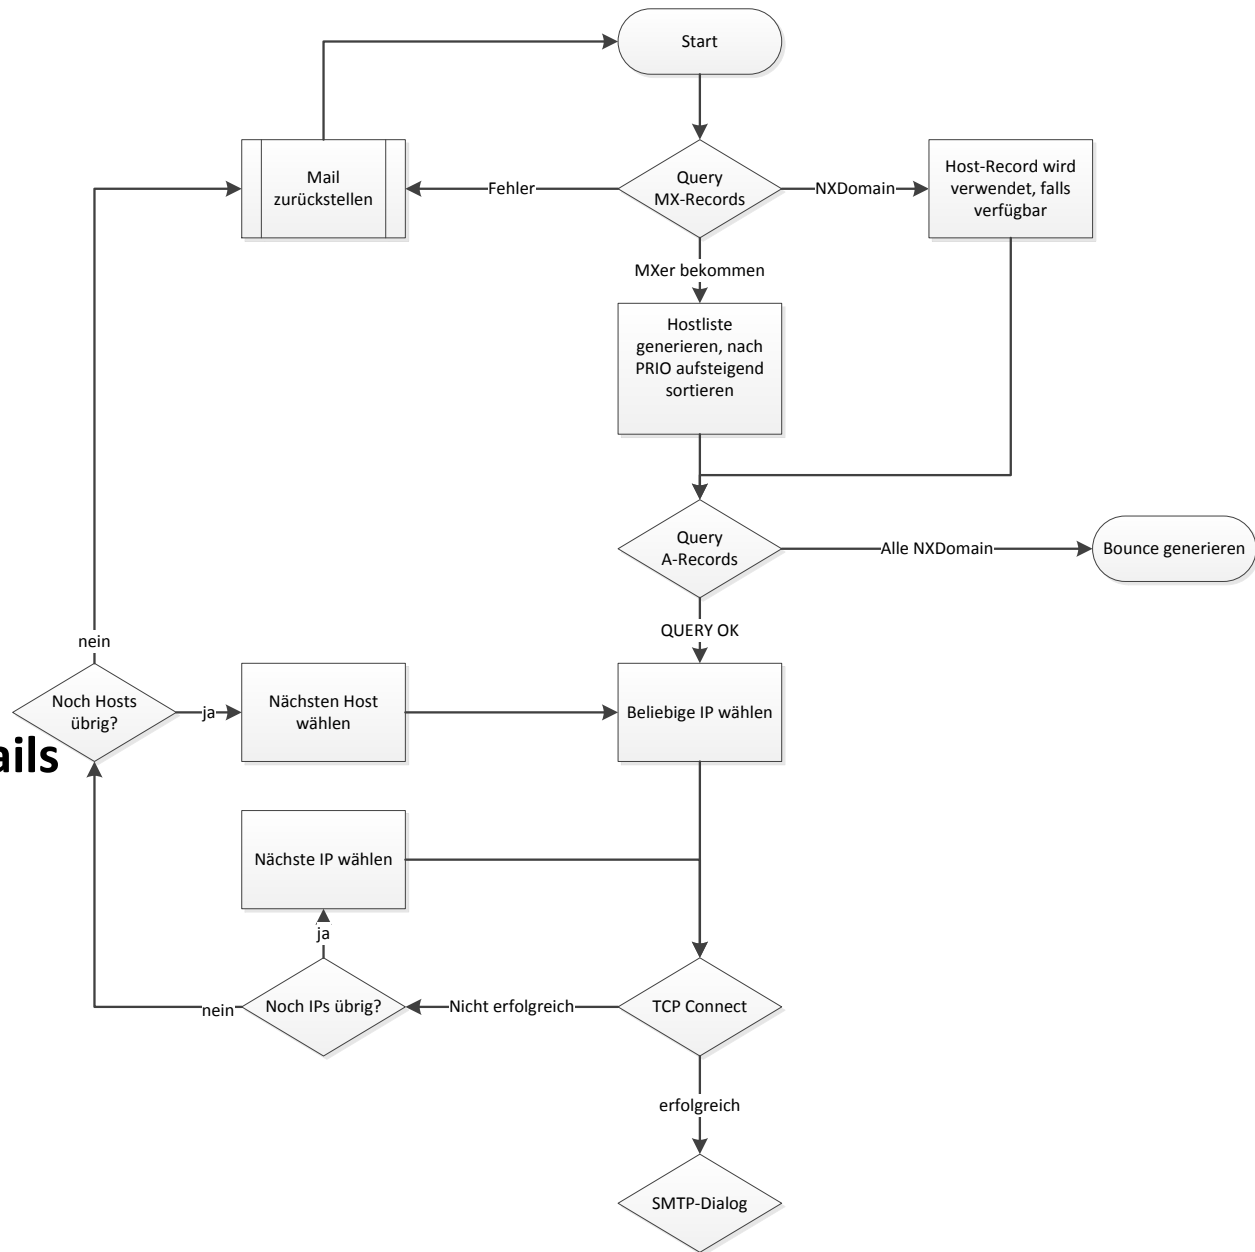 Start
Mail
zurückstellen
Fehler
Query
MX-Records
NXDomain
Host-Record wird
verwendet, falls
verfügbar
MXer bekommen
Hostliste
generieren, nach
PRIO aufsteigend
sortieren
Query
A-Records
Alle NXDomain
Bounce generieren
QUERY OK
nein
Noch Hosts
übrig?
ja
Nächsten Host
wählen
Beliebige IP wählen
ails
Nächste IP wählen
ja
nein
Noch IPs übrig?
Nicht erfolgreich
TCP Connect
erfolgreich
SMTP-Dialog